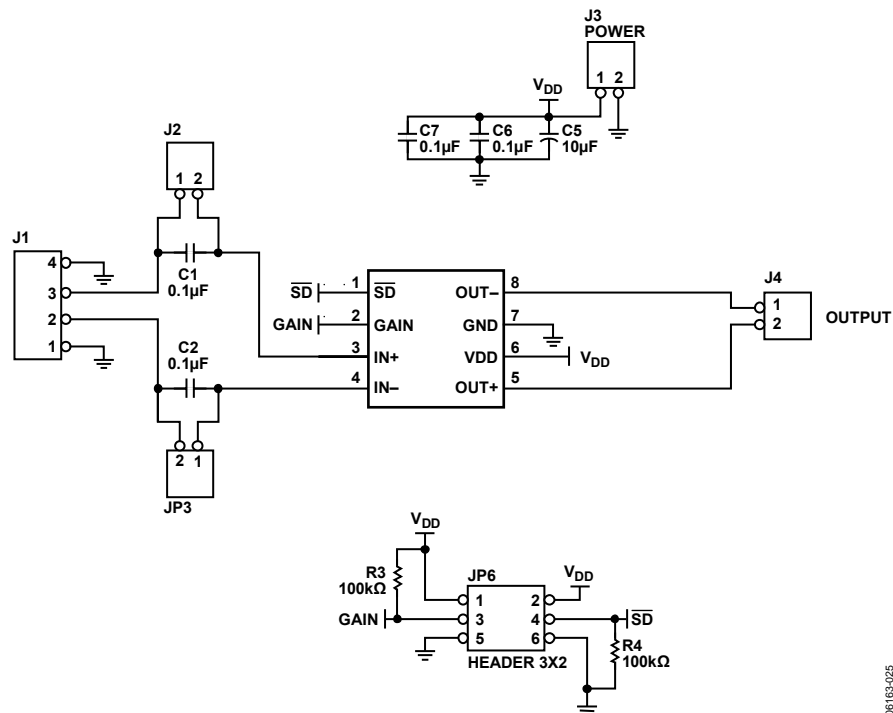 J3
POWER
1 2
VDD
C7
0.1µF
C6
0.1µF
C5
10µF
J2
1 2
J1
4
3
2
1
C1
0.1µF
C2
0.1µF
2 1
JP3
SD 1 SD
GAIN 2 GAIN
3 IN+
4 IN–
OUT– 8
GND 7
VDD 6 VDD
OUT+ 5
J4
1
2
OUTPUT
VDD
R3
100kΩ
JP6
VDD
1 2
GAIN 3 4 SD
5 6
HEADER 3X2
R4
100kΩ
06163-025